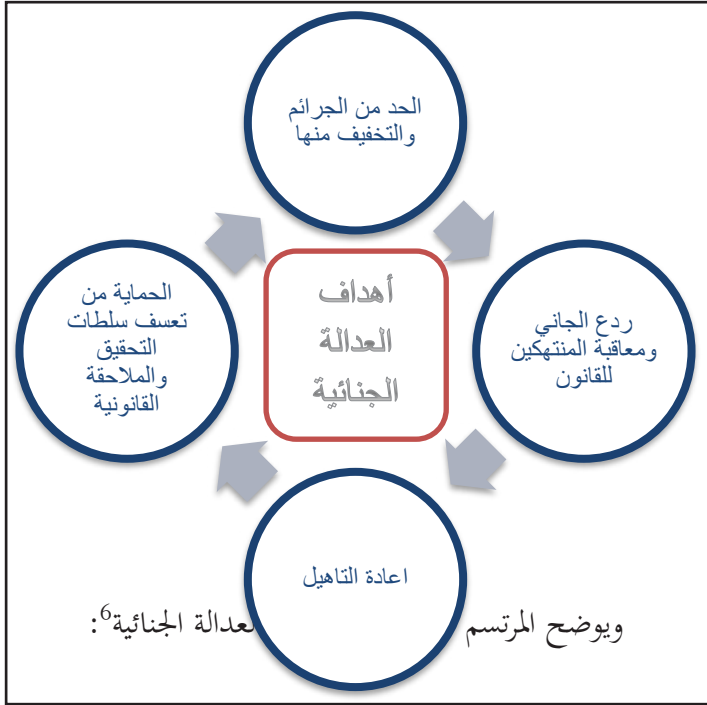 الحد من الجرائم
والتخفيف منها
أهداف
العدالة
الجنائية
ردع الجاني
ومعاقبة المنتهكين
للقانون
الحماية من
تعسف سلطات
التحقيق
والملاحقة
القانونية
اعادة التاهيل
ويوضح المرتسم لعدالة الجنائية6: